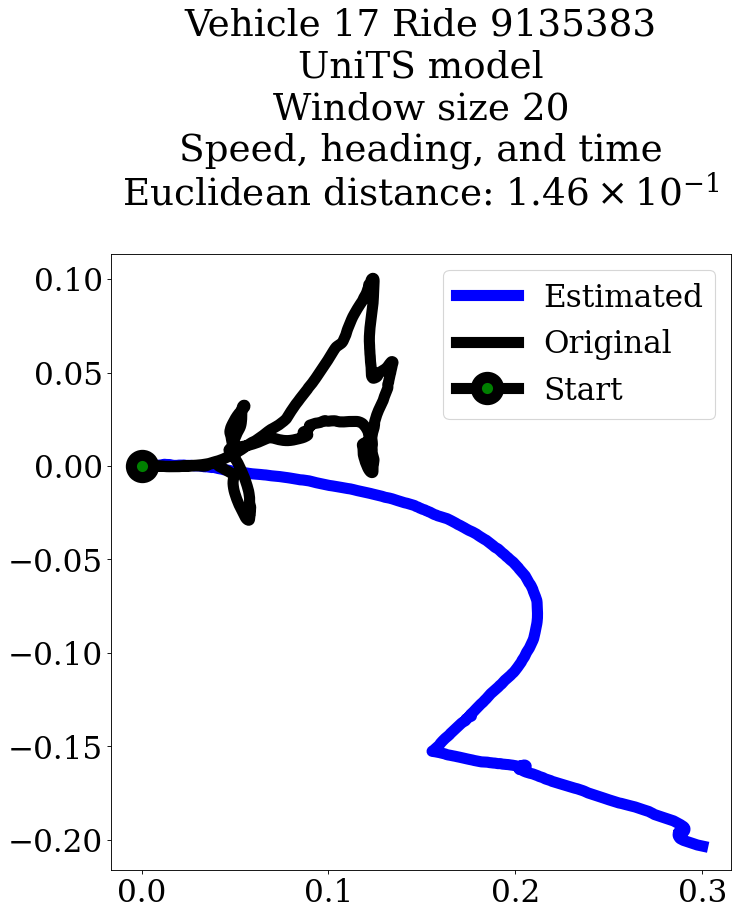 Vehicle 17 Ride 9135383
UniTS model
Window size 20
Speed, heading, and time
Euclidean distance: 1.46 × 10⁻¹
Estimated
Original
Start
0.10
0.05
0.00
−0.05
−0.10
−0.15
−0.20
0.0 0.1 0.2 0.3